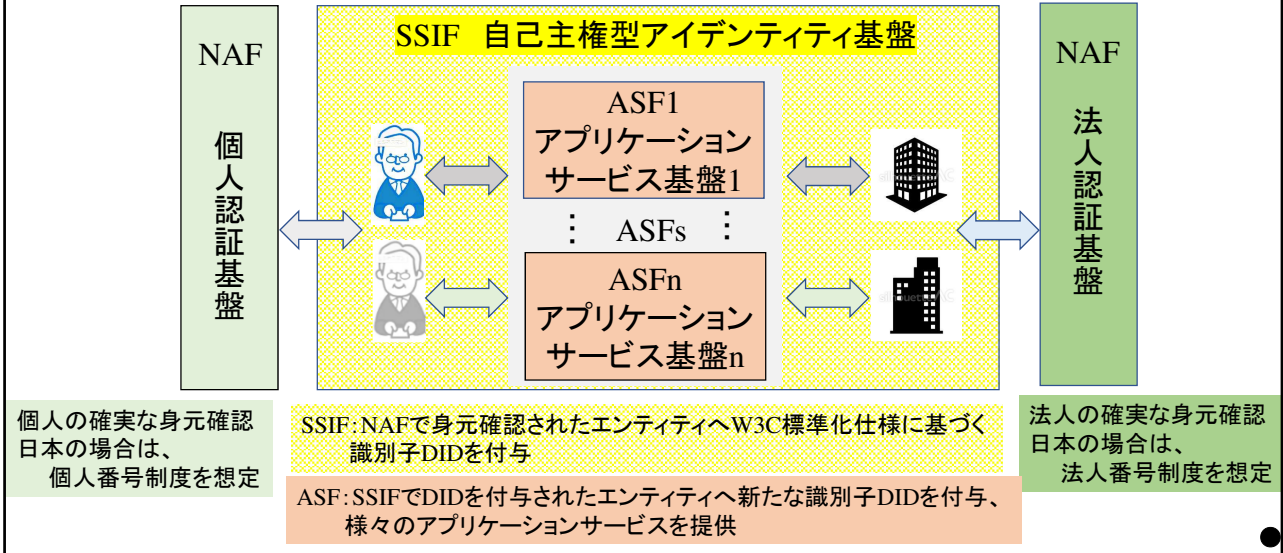 SSIF 自己主権型アイデンティティ基盤
NAF
個人認証基盤
ASF1
アプリケーション
サービス基盤1
⋮ ASFs ⋮
ASFn
アプリケーション
サービス基盤n
NAF
法人認証基盤
個人の確実な身元確認
日本の場合は、
個人番号制度を想定
SSIF:NAFで身元確認されたエンティティへW3C標準化仕様に基づく
識別子DIDを付与
ASF:SSIFでDIDを付与されたエンティティへ新たな識別子DIDを付与、
様々のアプリケーションサービスを提供
法人の確実な身元確認
日本の場合は、
法人番号制度を想定